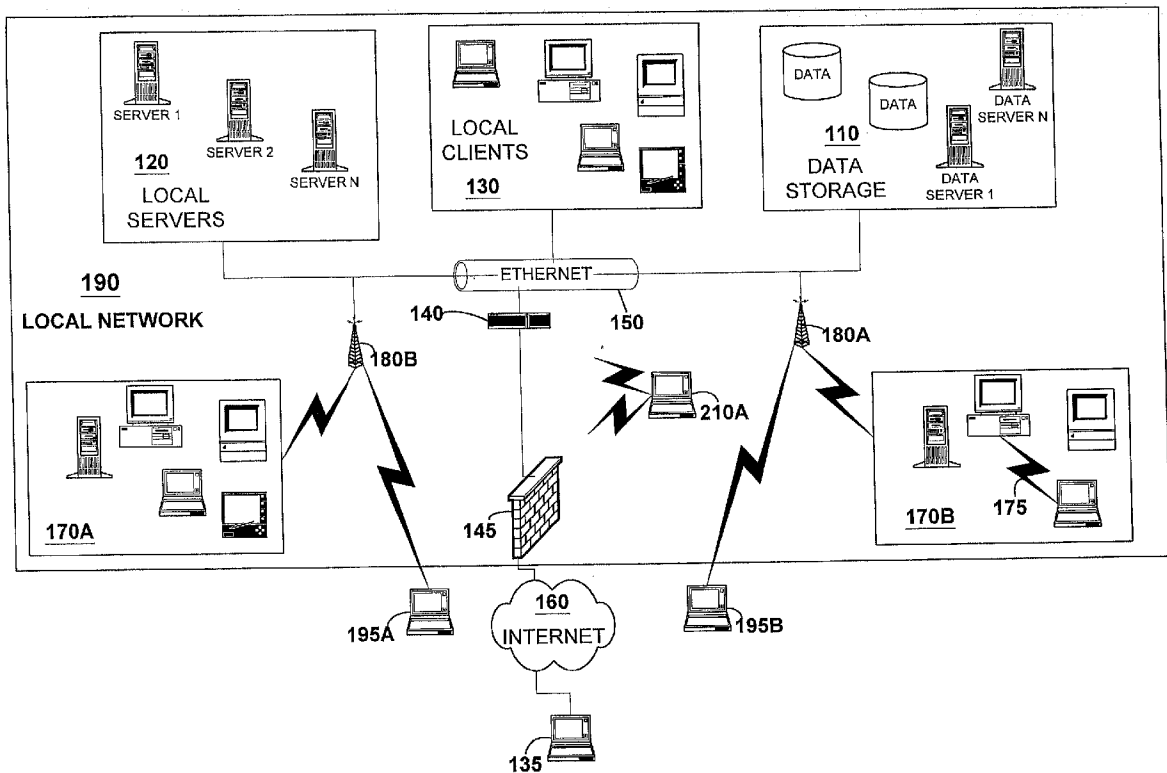 SERVER 1
SERVER 2
SERVER N
120
LOCAL
SERVERS
LOCAL
CLIENTS
130
DATA
DATA
DATA
SERVER N
110
DATA
STORAGE
DATA
SERVER 1
ETHERNET
150
190
LOCAL NETWORK
140
180B
180A
210A
170A
145
170B
175
195A
160
INTERNET
195B
135